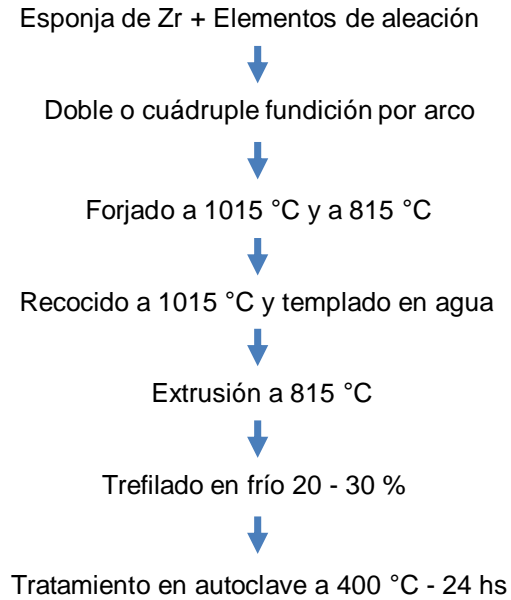 Esponja de Zr + Elementos de aleación
Doble o cuádruple fundición por arco
Forjado a 1015 °C y a 815 °C
Recocido a 1015 °C y templado en agua
Extrusión a 815 °C
Trefilado en frío 20 - 30 %
Tratamiento en autoclave a 400 °C - 24 hs